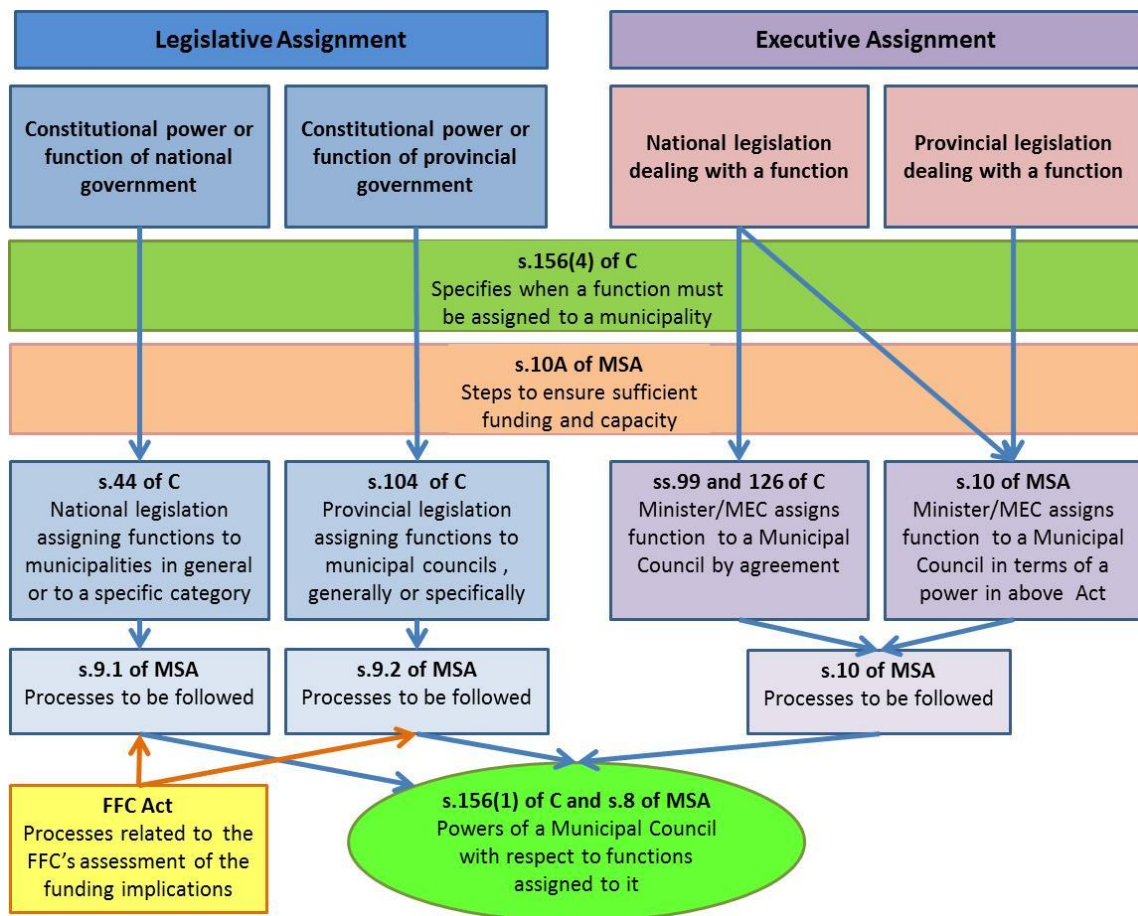 Legislative Assignment
Executive Assignment
Constitutional power or
function of national
government
Constitutional power or
function of provincial
government
National legislation
dealing with a function
Provincial legislation
dealing with a function
s.156(4) of C
Specifies when a function must
be assigned to a municipality
s.10A of MSA
Steps to ensure sufficient
funding and capacity
s.44 of C
National legislation
assigning functions to
municipalities in general
or to a specific category
s.104 of C
Provincial legislation
assigning functions to
municipal councils ,
generally or specifically
ss.99 and 126 of C
Minister/MEC assigns
function to a Municipal
Council by agreement
s.10 of MSA
Minister/MEC assigns
function to a Municipal
Council in terms of a
power in above Act
s.9.1 of MSA
Processes to be followed
s.9.2 of MSA
Processes to be followed
s.10 of MSA
Processes to be followed
FFC Act
Processes related to the
FFC's assessment of the
funding implications
s.156(1) of C and s.8 of MSA
Powers of a Municipal Council
with respect to functions
assigned to it